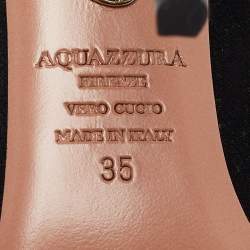 AQUAZZURA
FIRENZE
VERO CUOIO
MADE IN ITALY
35